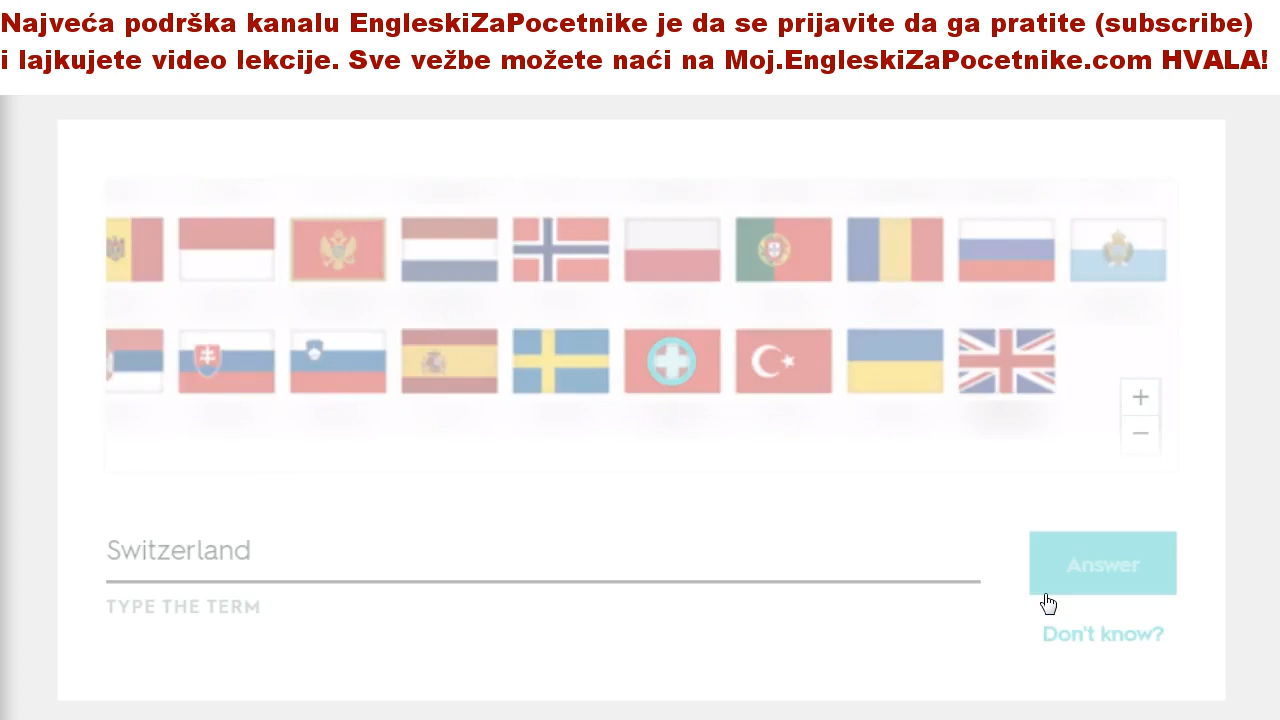 Najveća podrška kanalu EngleskiZaPocetnike je da se prijavite da ga pratite (subscribe)
i lajkujete video lekcije. Sve vežbe možete naći na Moj.EngleskiZaPocetnike.com HVALA!
+
−
Switzerland
Answer
TYPE THE TERM
Don't know?